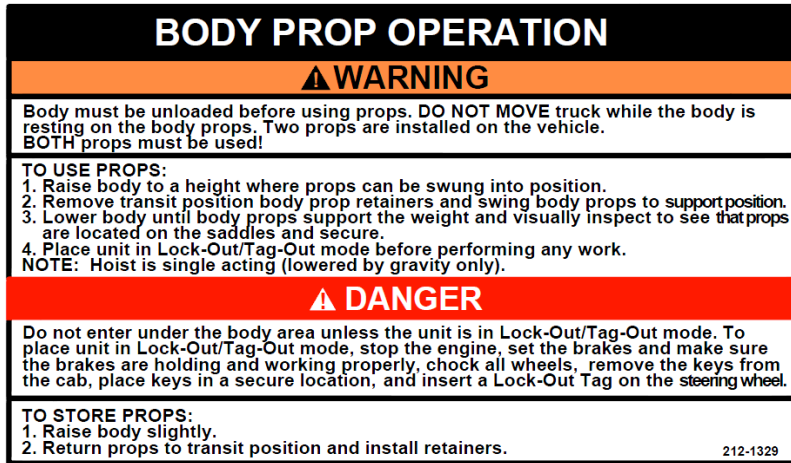 BODY PROP OPERATION
⚠ WARNING
Body must be unloaded before using props. DO NOT MOVE truck while the body is
resting on the body props. Two props are installed on the vehicle.
BOTH props must be used!
TO USE PROPS:
1. Raise body to a height where props can be swung into position.
2. Remove transit position body prop retainers and swing body props to support position.
3. Lower body until body props support the weight and visually inspect to see that props
are located on the saddles and secure.
4. Place unit in Lock-Out/Tag-Out mode before performing any work.
NOTE: Hoist is single acting (lowered by gravity only).
⚠ DANGER
Do not enter under the body area unless the unit is in Lock-Out/Tag-Out mode. To
place unit in Lock-Out/Tag-Out mode, stop the engine, set the brakes and make sure
the brakes are holding and working properly, chock all wheels, remove the keys from
the cab, place keys in a secure location, and insert a Lock-Out Tag on the steering wheel.
TO STORE PROPS:
1. Raise body slightly.
2. Return props to transit position and install retainers.
212-1329